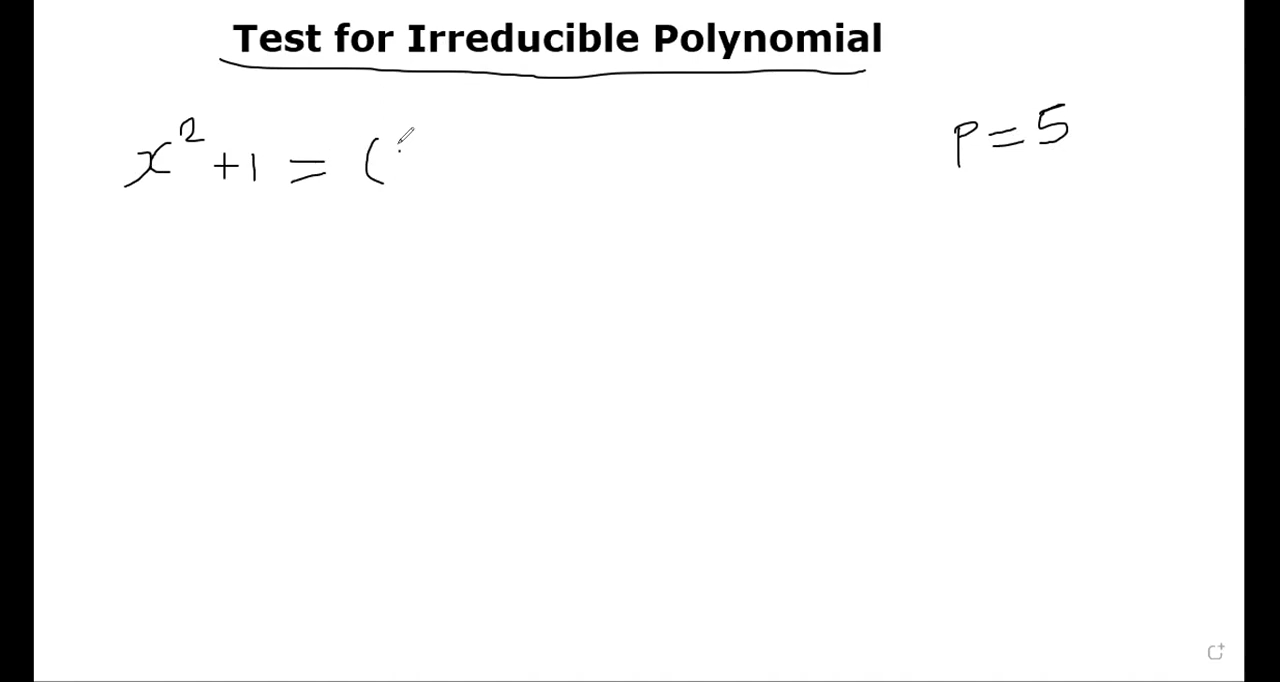 Test for Irreducible Polynomial
x² + 1 = (
P = 5